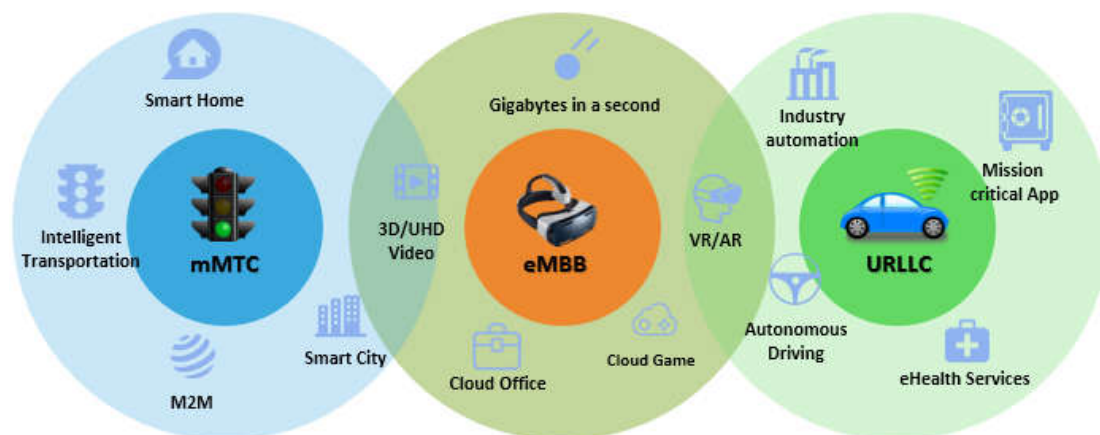 Smart Home
Intelligent
Transportation
mMTC
M2M
Smart City
3D/UHD
Video
Gigabytes in a second
eMBB
Cloud Office
Cloud Game
VR/AR
Industry
automation
Mission
critical App
URLLC
Autonomous
Driving
eHealth Services